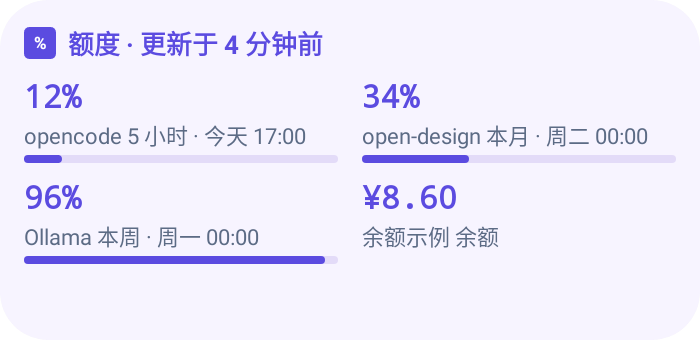 % 额度 · 更新于 4 分钟前
12%
opencode 5 小时 · 今天 17:00
34%
open-design 本月 · 周二 00:00
96%
Ollama 本周 · 周一 00:00
¥8.60
余额示例 余额